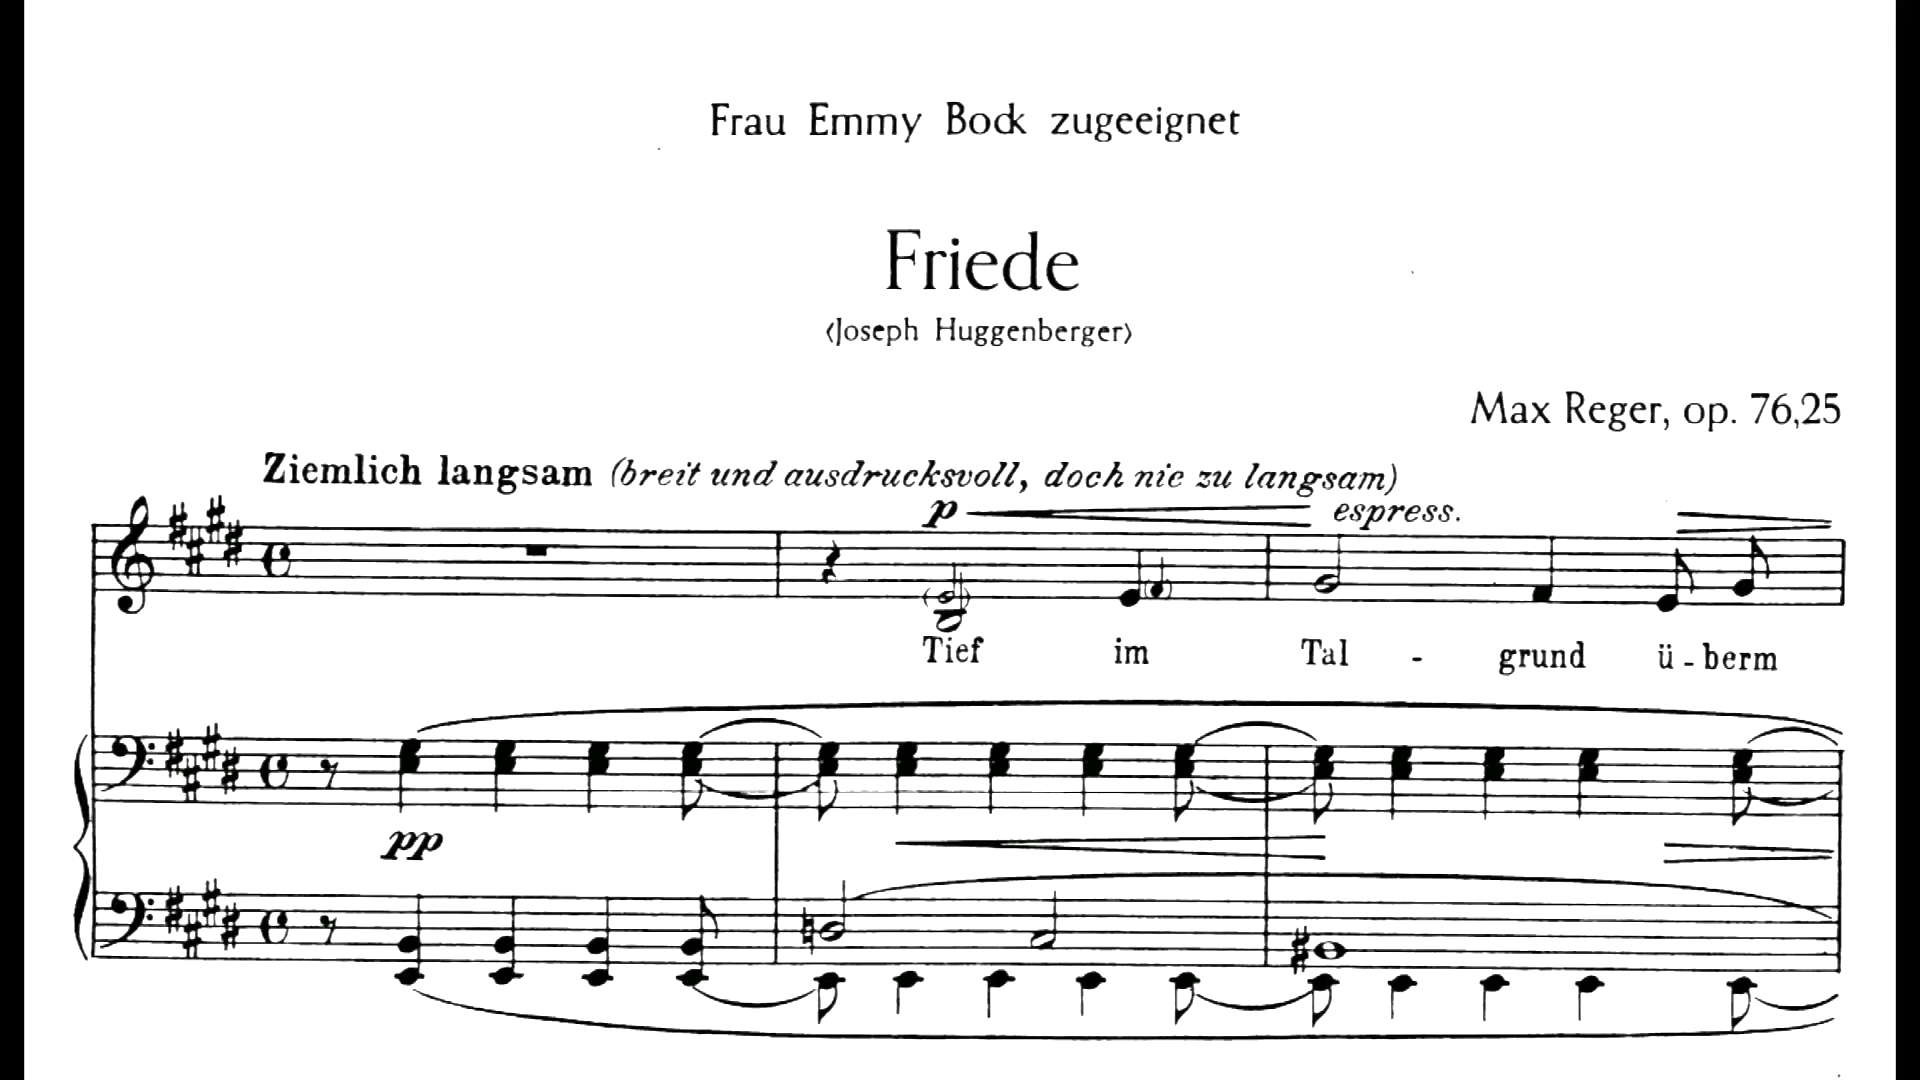 Frau Emmy Bock zugeeignet
Friede
⟨Joseph Huggenberger⟩
Max Reger, op. 76,25
Ziemlich langsam (breit und ausdrucksvoll, doch nie zu langsam)
p espress.
Tief im Tal - grund ü - berm
pp